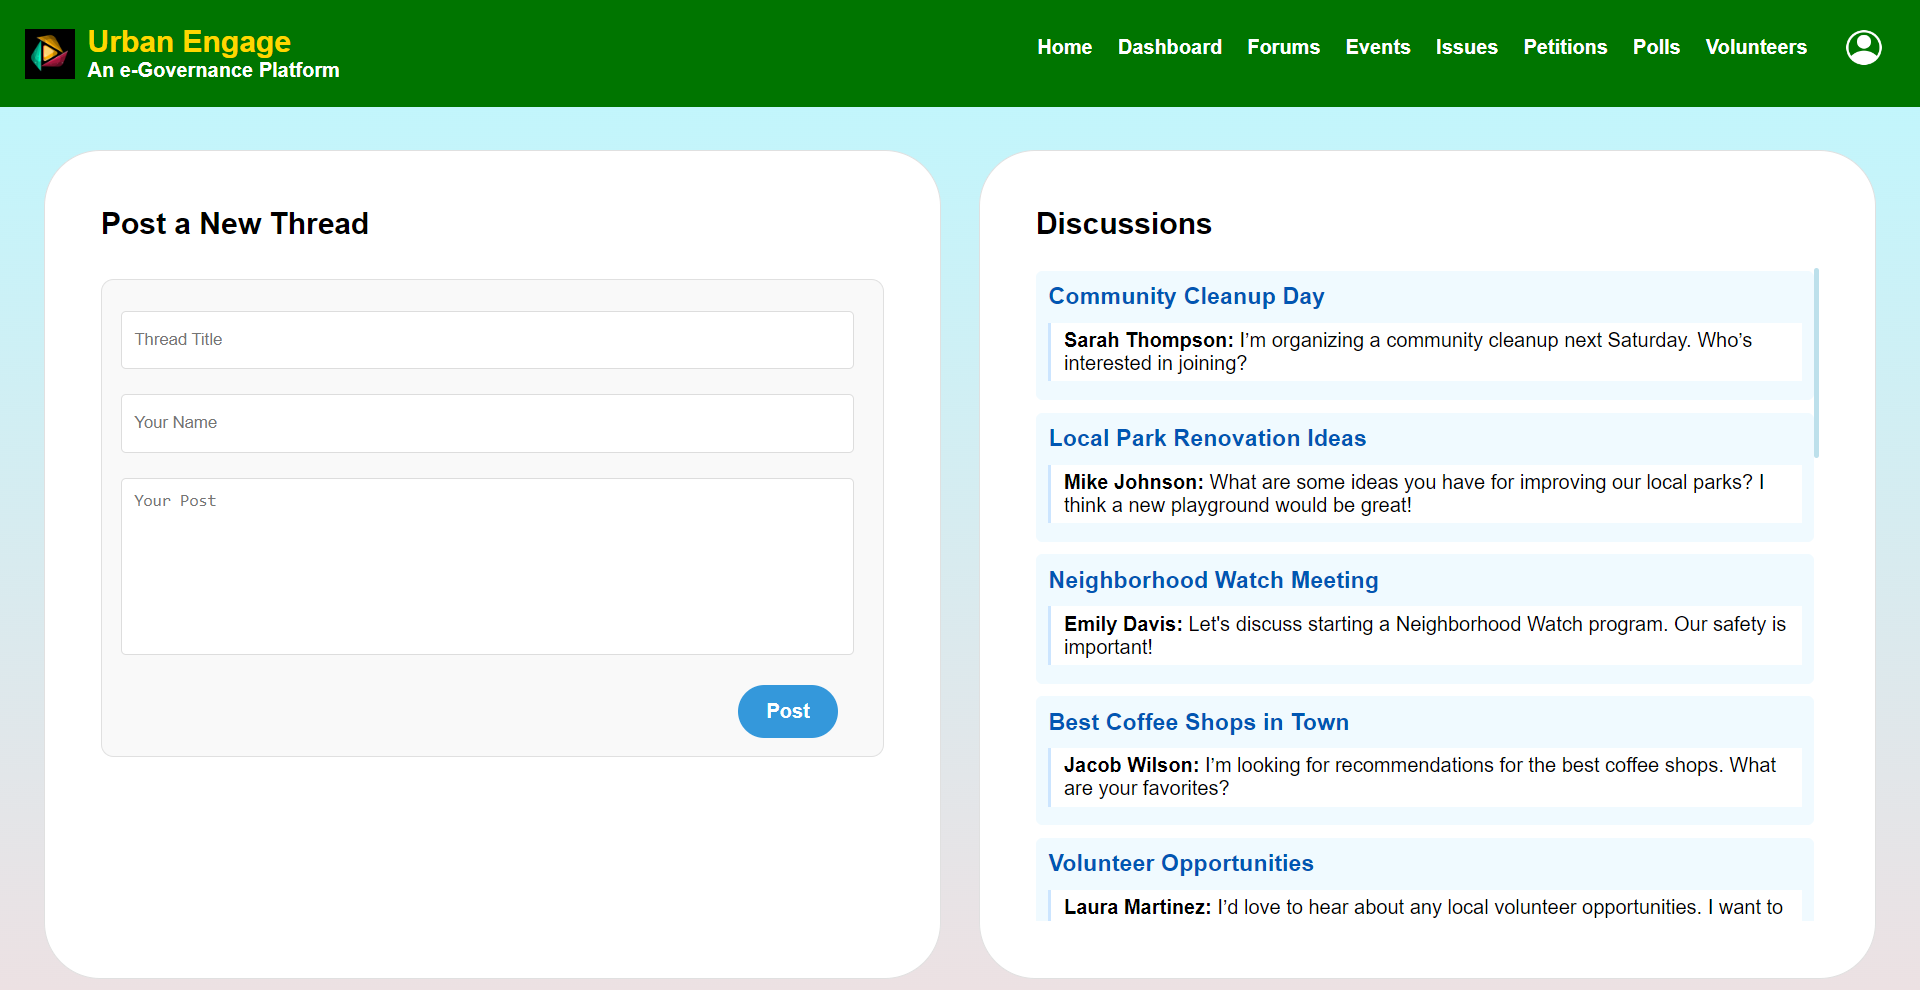 Urban Engage
An e-Governance Platform
Home Dashboard Forums Events Issues Petitions Polls Volunteers
Post a New Thread
Thread Title
Your Name
Your Post
Post
Discussions
Community Cleanup Day
Sarah Thompson: I’m organizing a community cleanup next Saturday. Who’s
interested in joining?
Local Park Renovation Ideas
Mike Johnson: What are some ideas you have for improving our local parks? I
think a new playground would be great!
Neighborhood Watch Meeting
Emily Davis: Let's discuss starting a Neighborhood Watch program. Our safety is
important!
Best Coffee Shops in Town
Jacob Wilson: I’m looking for recommendations for the best coffee shops. What
are your favorites?
Volunteer Opportunities
Laura Martinez: I’d love to hear about any local volunteer opportunities. I want to